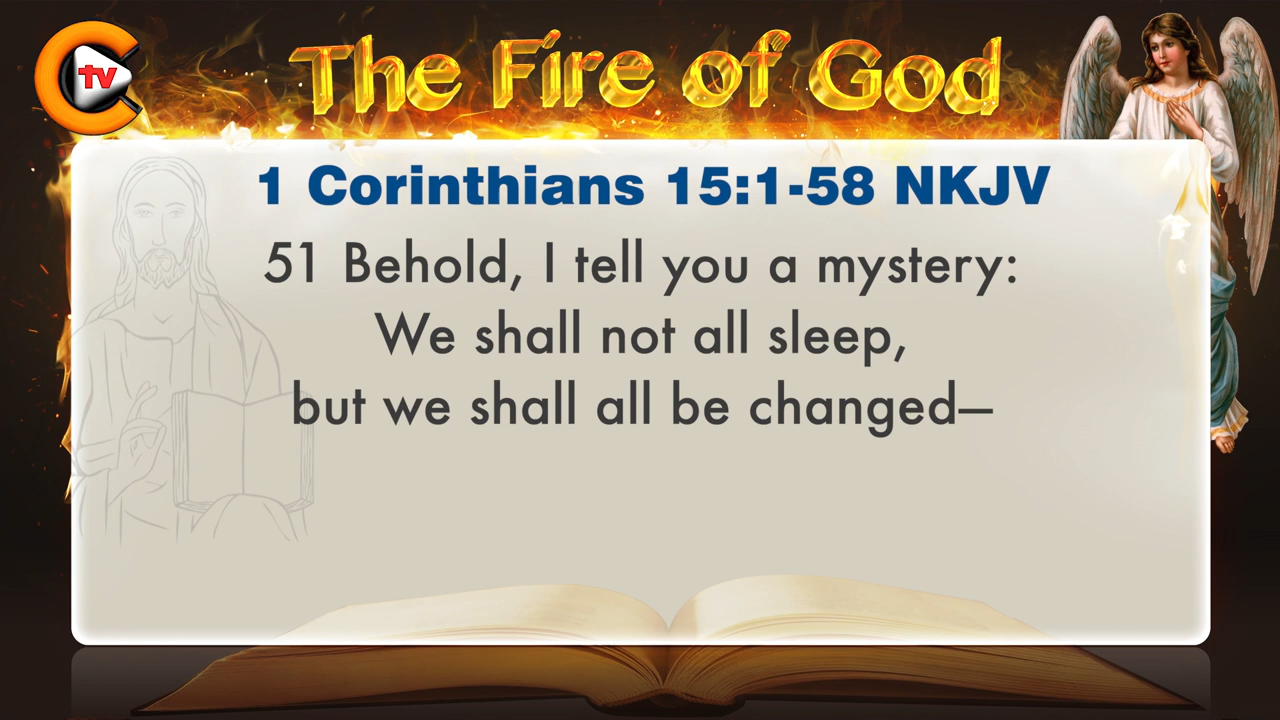 tv
The Fire of God
1 Corinthians 15:1-58 NKJV
51 Behold, I tell you a mystery:
We shall not all sleep,
but we shall all be changed—